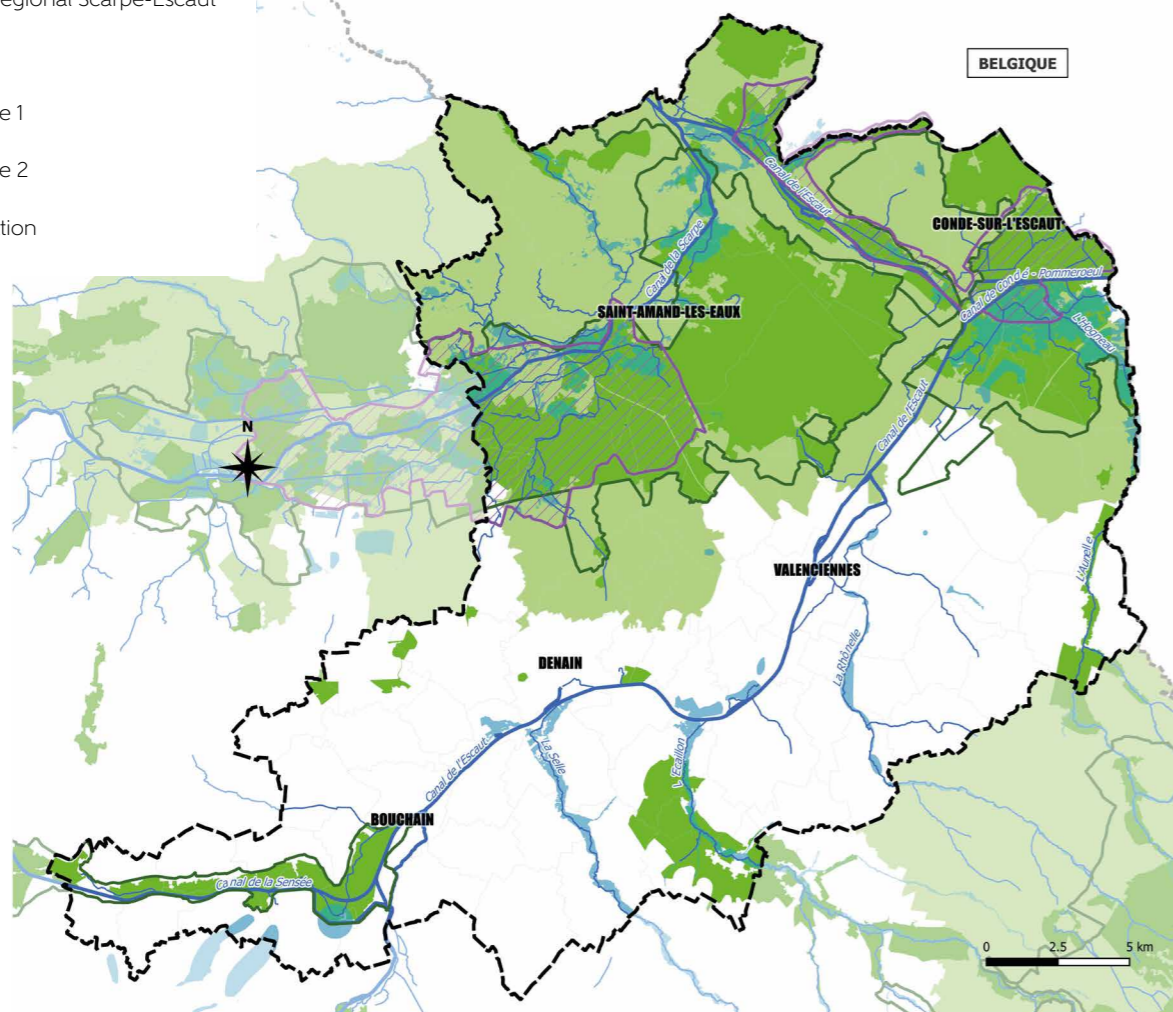 égional Scarpe-Escaut
e 1
e 2
tion
BELGIQUE
Canal de l'Escaut
CONDE-SUR-L'ESCAUT
Canal de la Scarpe
Canal de Condé - Pommeroeul
SAINT-AMAND-LES-EAUX
L'Hogneau
Canal de l'Escaut
N
VALENCIENNES
L'Aunelle
La Rhônelle
DENAIN
Canal de l'Escaut
La Selle
L'Ecaillon
BOUCHAIN
Canal de la Sensée
0 2.5 5 km